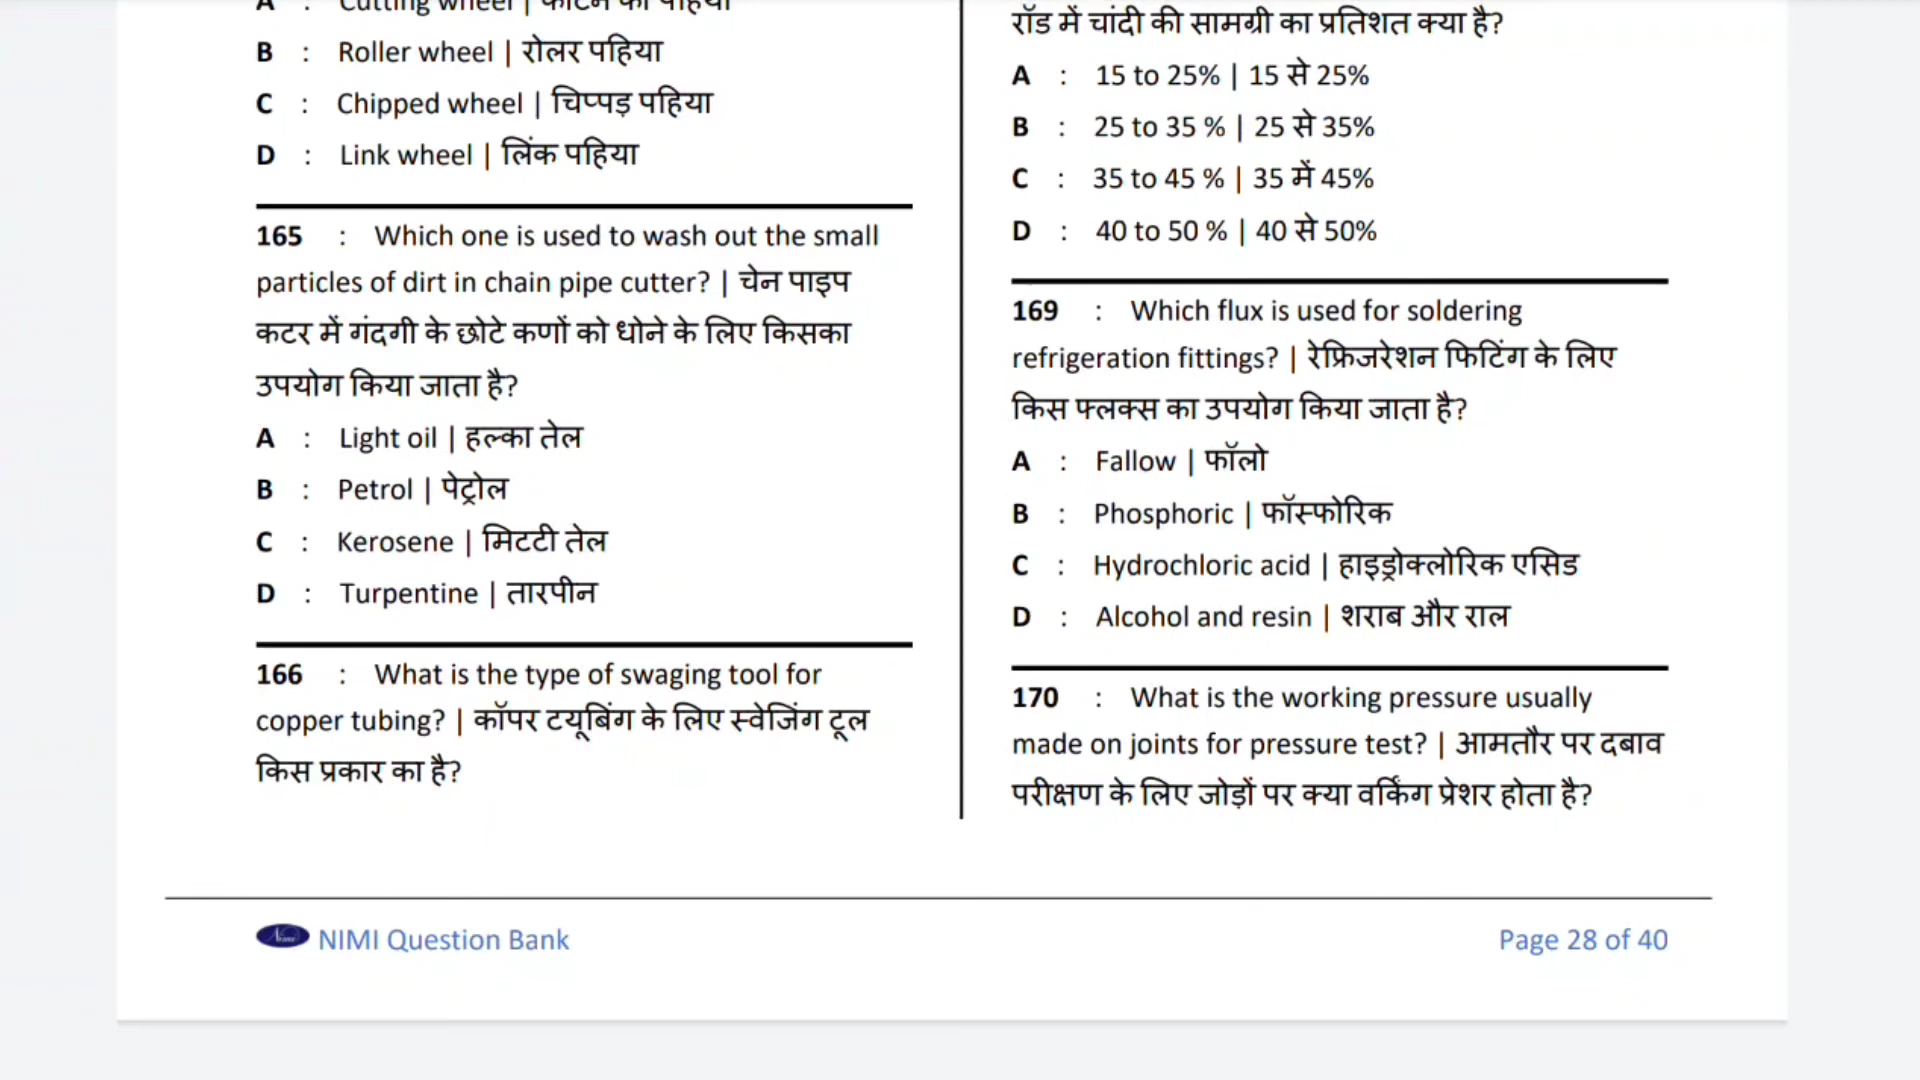 A : Cutting wheel | काटने का पहिया
B : Roller wheel | रोलर पहिया
C : Chipped wheel | चिप्पड़ पहिया
D : Link wheel | लिंक पहिया
165 : Which one is used to wash out the small
particles of dirt in chain pipe cutter? | चेन पाइप
कटर में गंदगी के छोटे कणों को धोने के लिए किसका
उपयोग किया जाता है?
A : Light oil | हल्का तेल
B : Petrol | पेट्रोल
C : Kerosene | मिटटी तेल
D : Turpentine | तारपीन
166 : What is the type of swaging tool for
copper tubing? | कॉपर टयूबिंग के लिए स्वेजिंग टूल
किस प्रकार का है?
रॉड में चांदी की सामग्री का प्रतिशत क्या है?
A : 15 to 25% | 15 से 25%
B : 25 to 35 % | 25 से 35%
C : 35 to 45 % | 35 में 45%
D : 40 to 50 % | 40 से 50%
169 : Which flux is used for soldering
refrigeration fittings? | रेफ्रिजरेशन फिटिंग के लिए
किस फ्लक्स का उपयोग किया जाता है?
A : Fallow | फॉलो
B : Phosphoric | फॉस्फोरिक
C : Hydrochloric acid | हाइड्रोक्लोरिक एसिड
D : Alcohol and resin | शराब और राल
170 : What is the working pressure usually
made on joints for pressure test? | आमतौर पर दबाव
परीक्षण के लिए जोड़ों पर क्या वर्किंग प्रेशर होता है?
Nimi NIMI Question Bank
Page 28 of 40